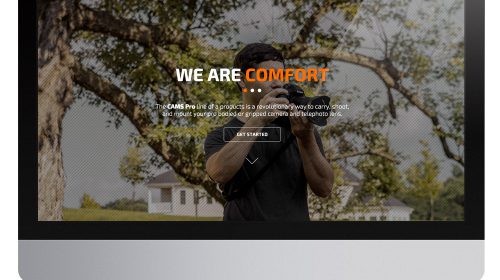 WE ARE COMFORT
The CAMS Pro line of a products is a revolutionary way to carry, shoot,
and mount your pro bodied or gripped camera and telephoto lens.
GET STARTED